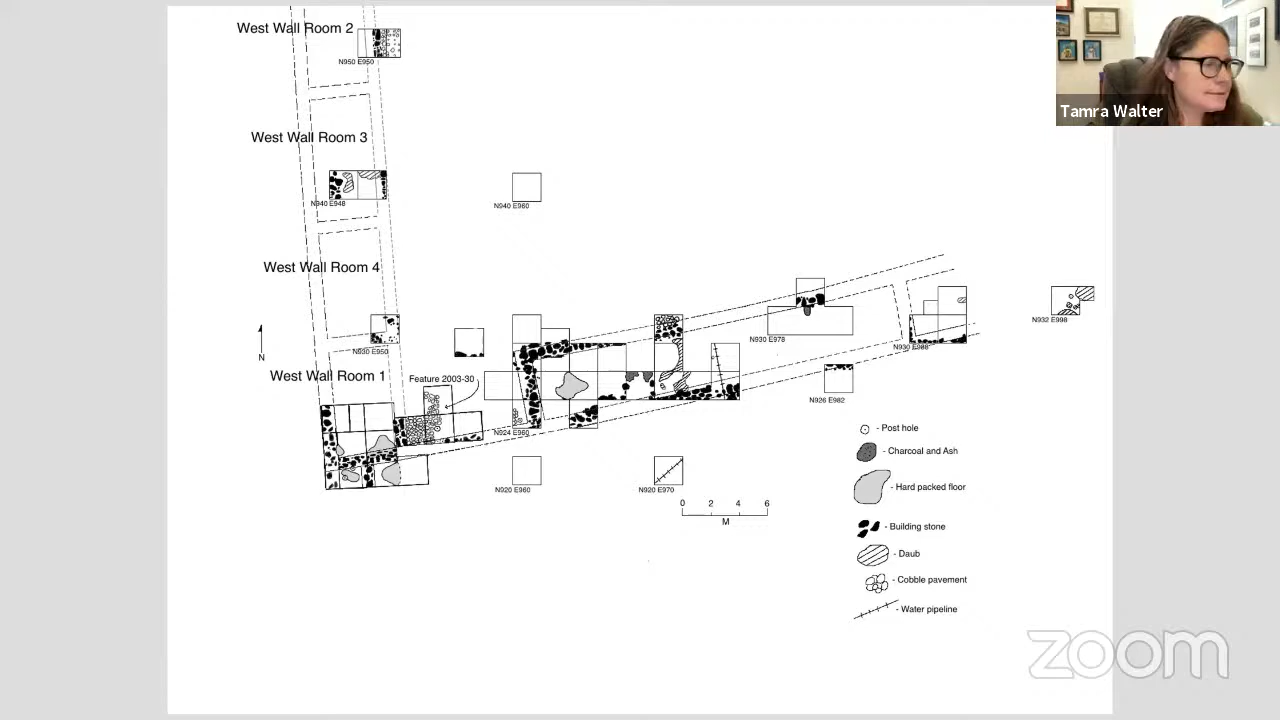 West Wall Room 2
N950 E950
Tamra Walter
West Wall Room 3
N940 E948
N940 E960
West Wall Room 4
N
N930 E950
West Wall Room 1
Feature 2003-30
N930 E978
N930 E988
N932 E998
N926 E982
N924 E960
N920 E960
N920 E970
0 2 4 6
M
- Post hole
- Charcoal and Ash
- Hard packed floor
- Building stone
- Daub
- Cobble pavement
- Water pipeline
zoom